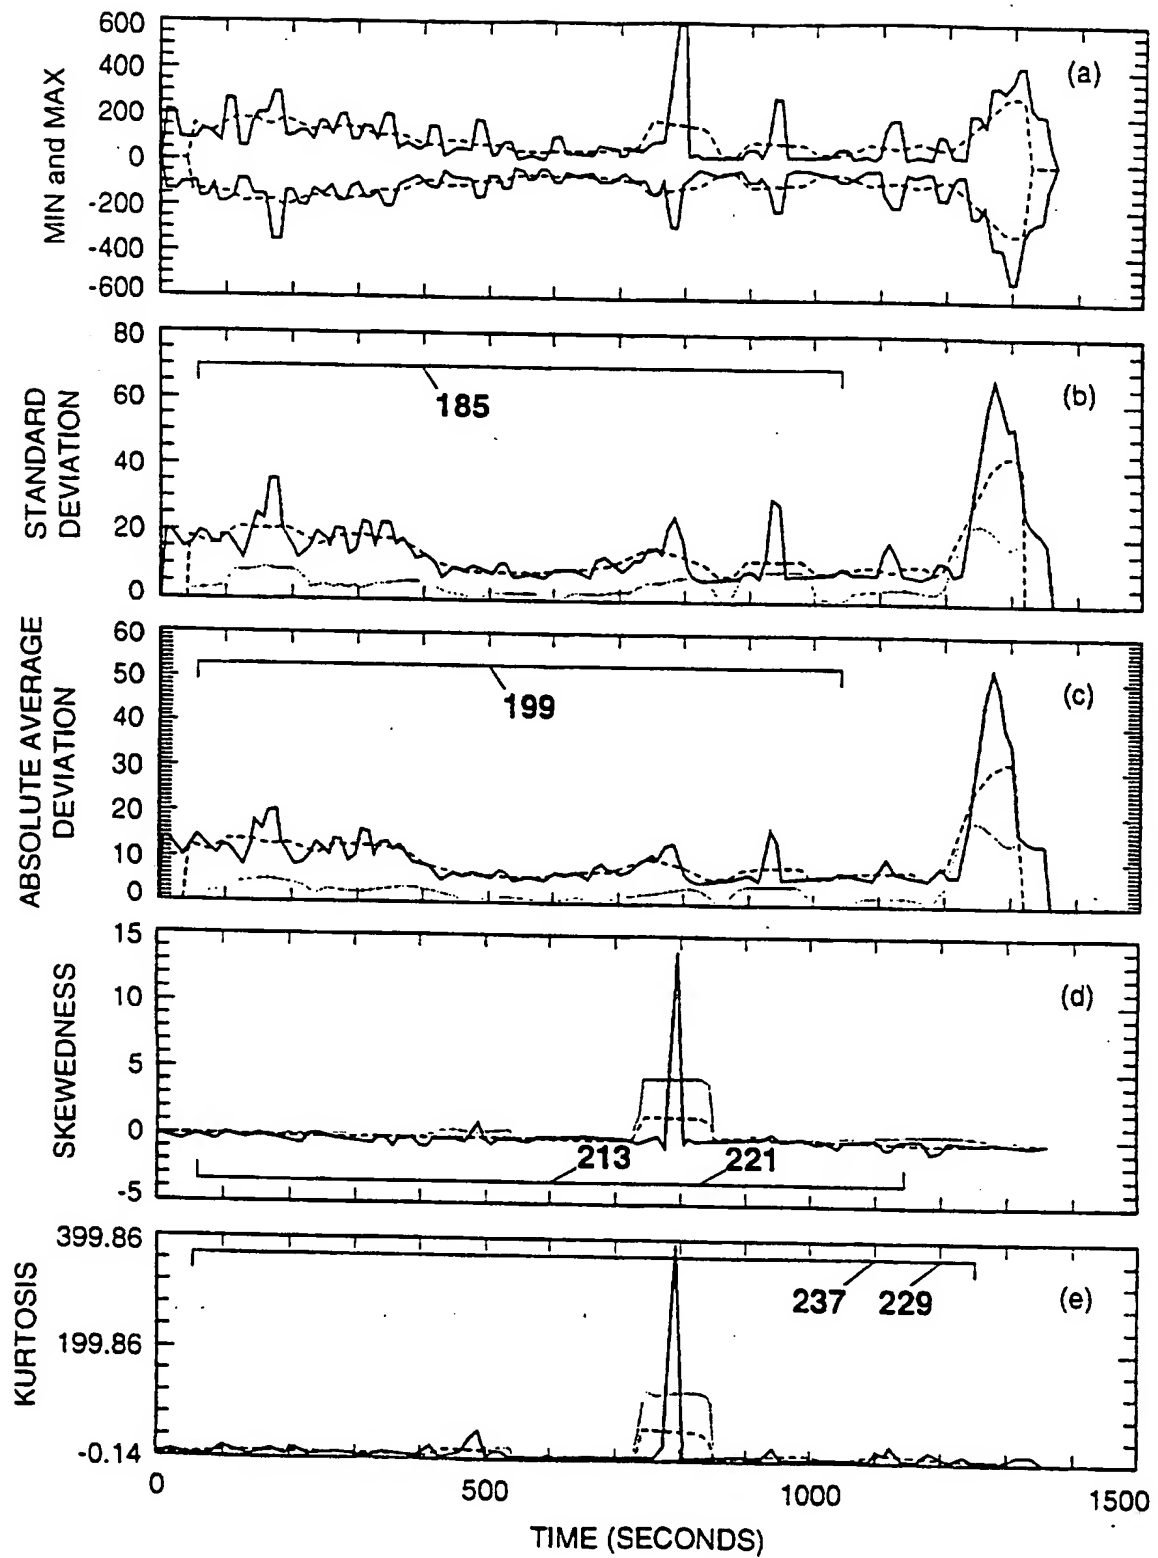 600
400
200
0
-200
-400
-600
MIN and MAX
(a)
80
60
40
20
0
STANDARD
DEVIATION
185
(b)
60
50
40
30
20
10
0
ABSOLUTE AVERAGE
DEVIATION
199
(c)
15
10
5
0
-5
SKEWEDNESS
213
221
(d)
399.86
199.86
-0.14
KURTOSIS
237
229
(e)
0
500
1000
1500
TIME (SECONDS)